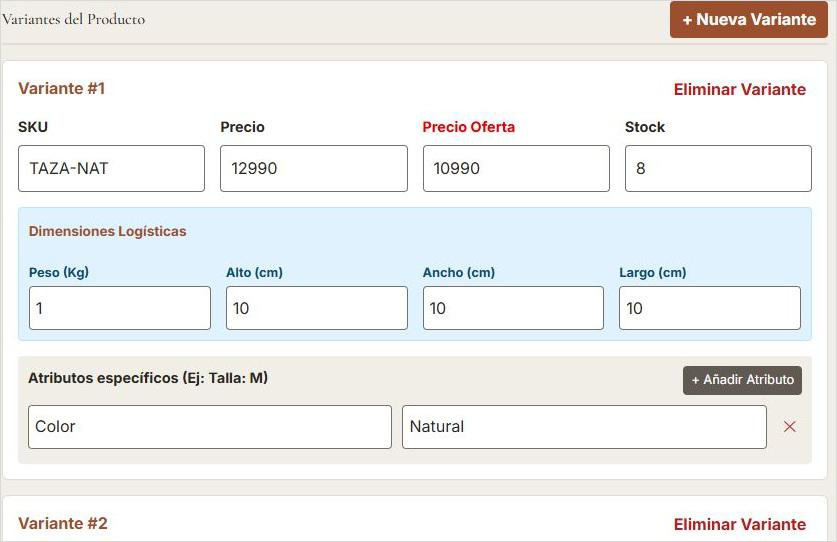 Variantes del Producto
+ Nueva Variante
Variante #1
Eliminar Variante
SKU
Precio
Precio Oferta
Stock
TAZA-NAT
12990
10990
8
Dimensiones Logísticas
Peso (Kg)
Alto (cm)
Ancho (cm)
Largo (cm)
1
10
10
10
Atributos específicos (Ej: Talla: M)
+ Añadir Atributo
Color
Natural
Variante #2
Eliminar Variante